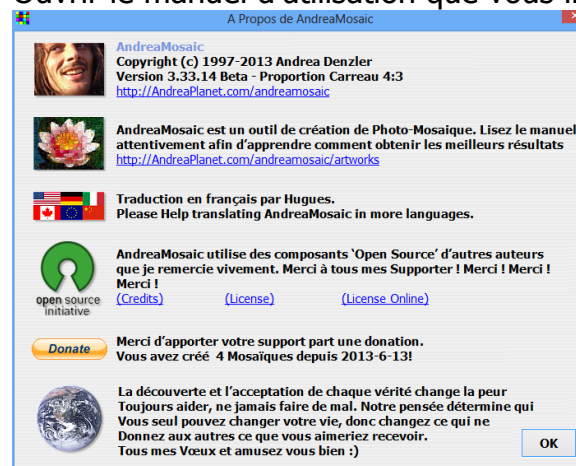 Ouvrir le manuel d'utilisation que vous
A Propos de AndreaMosaic
AndreaMosaic
Copyright (c) 1997-2013 Andrea Denzler
Version 3.33.14 Beta - Proportion Carreau 4:3
http://AndreaPlanet.com/andreamosaic
AndreaMosaic est un outil de création de Photo-Mosaique. Lisez le manuel
attentivement afin d'apprendre comment obtenir les meilleurs résultats
http://AndreaPlanet.com/andreamosaic/artworks
Traduction en français par Hugues.
Please Help translating AndreaMosaic in more languages.
AndreaMosaic utilise des composants 'Open Source' d'autres auteurs
que je remercie vivement. Merci à tous mes Supporter ! Merci ! Merci !
Merci !
(Credits) (License) (License Online)
open source
initiative
Donate
Merci d'apporter votre support part une donation.
Vous avez créé 4 Mosaïques depuis 2013-6-13!
La découverte et l'acceptation de chaque vérité change la peur
Toujours aider, ne jamais faire de mal. Notre pensée détermine qui
Vous seul pouvez changer votre vie, donc changez ce qui ne
Donnez aux autres ce que vous aimeriez recevoir.
Tous mes Vœux et amusez vous bien :)
OK